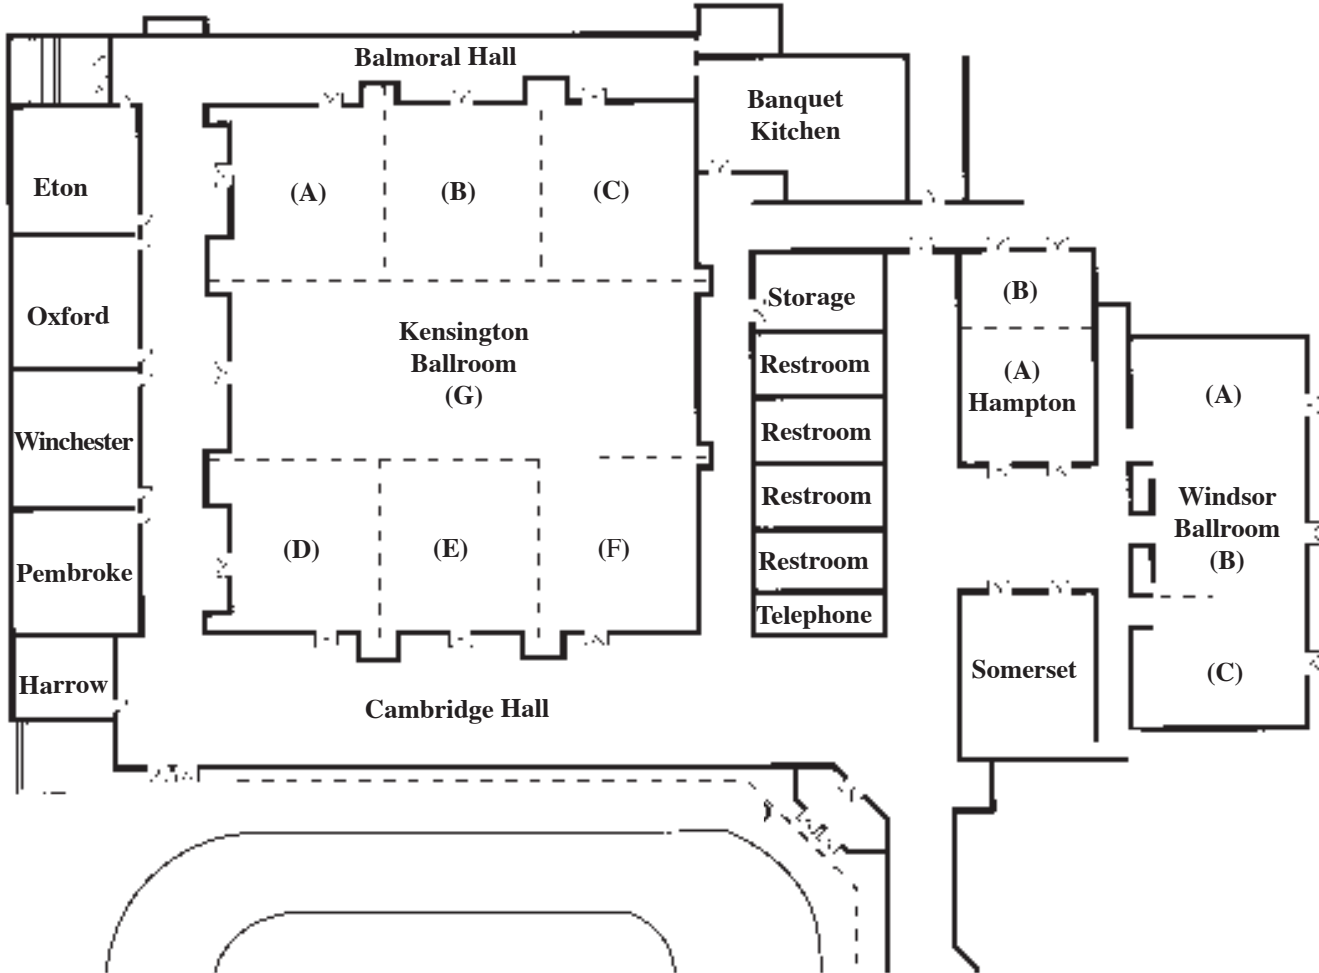 Balmoral Hall
Banquet
Kitchen
Eton
(A)
(B)
(C)
Oxford
Kensington
Ballroom
(G)
Storage
Restroom
Restroom
Restroom
Restroom
Telephone
(B)
(A)
Hampton
(A)
Windsor
Ballroom
(B)
(C)
Winchester
Pembroke
(D)
(E)
(F)
Harrow
Somerset
Cambridge Hall